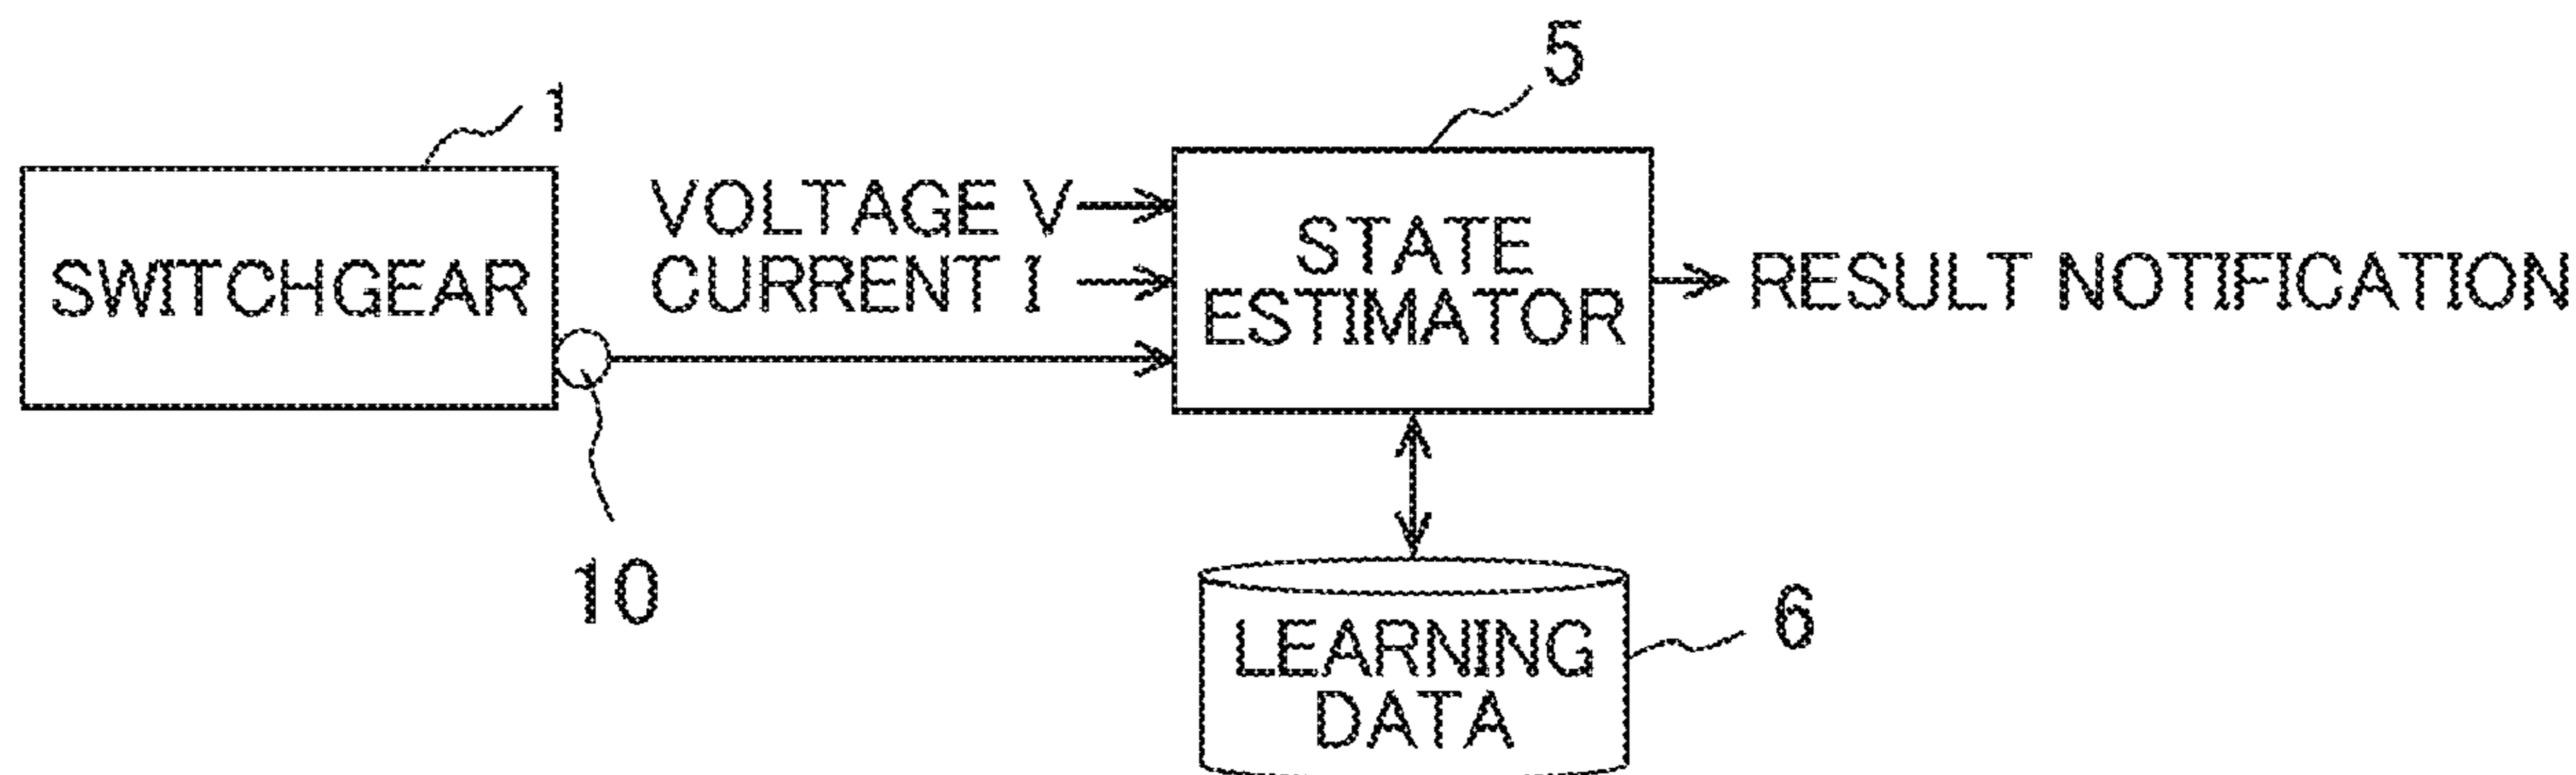 5
1
VOLTAGE V
CURRENT I
SWITCHGEAR
STATE
ESTIMATOR
RESULT NOTIFICATION
10
6
LEARNING
DATA